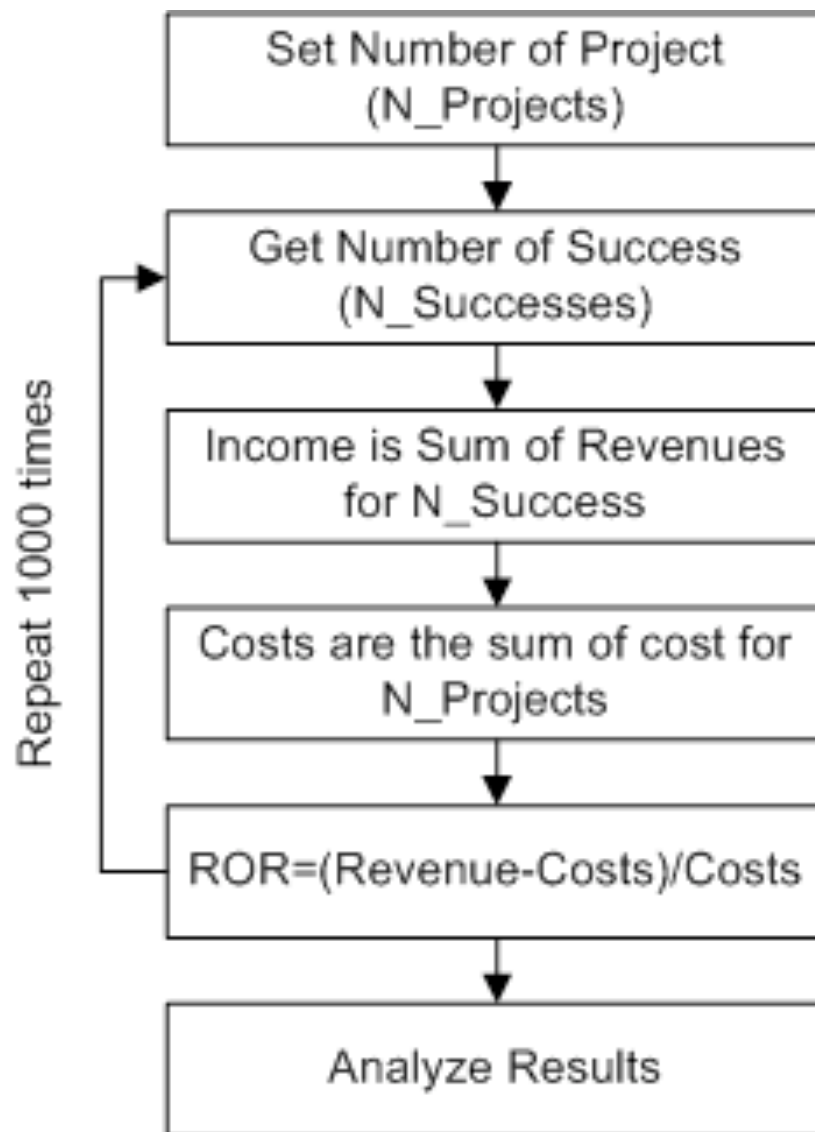 Set Number of Project
(N_Projects)
Get Number of Success
(N_Successes)
Income is Sum of Revenues
for N_Success
Costs are the sum of cost for
N_Projects
ROR=(Revenue-Costs)/Costs
Analyze Results
Repeat 1000 times